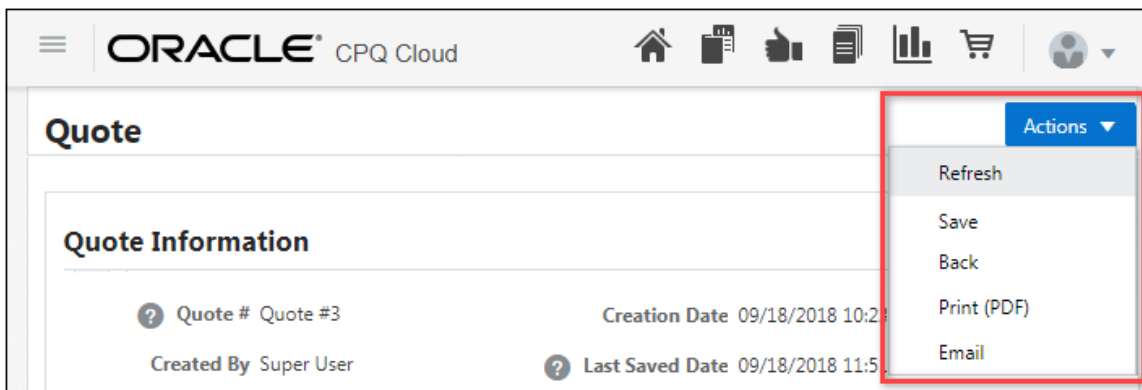 ORACLE® CPQ Cloud
Quote
Actions
Refresh
Save
Back
Print (PDF)
Email
Quote Information
Quote # Quote #3
Creation Date 09/18/2018 10:2
Created By Super User
Last Saved Date 09/18/2018 11:5